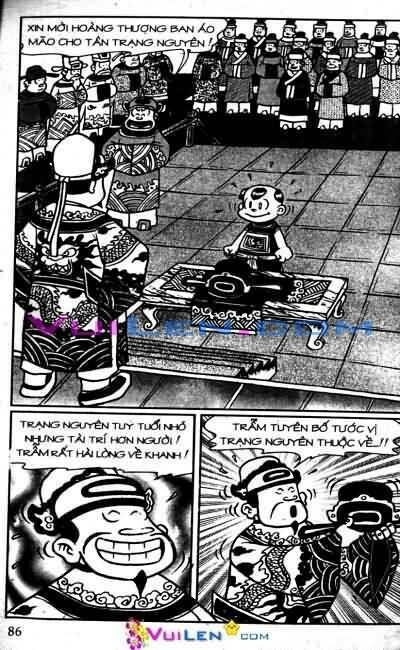 XIN MỜI HOÀNG THƯỢNG BAN ÁO
MÃO CHO TÂN TRẠNG NGUYÊN!
VUILEN.COM
TRẠNG NGUYÊN TUY TUỔI NHỎ
NHƯNG TÀI TRÍ HƠN NGƯỜI!
TRẪM RẤT HÀI LÒNG VỀ KHANH!
TRẪM TUYÊN BỐ TƯỚC VỊ
TRẠNG NGUYÊN THUỘC VỀ..!!
86
VUILEN.COM